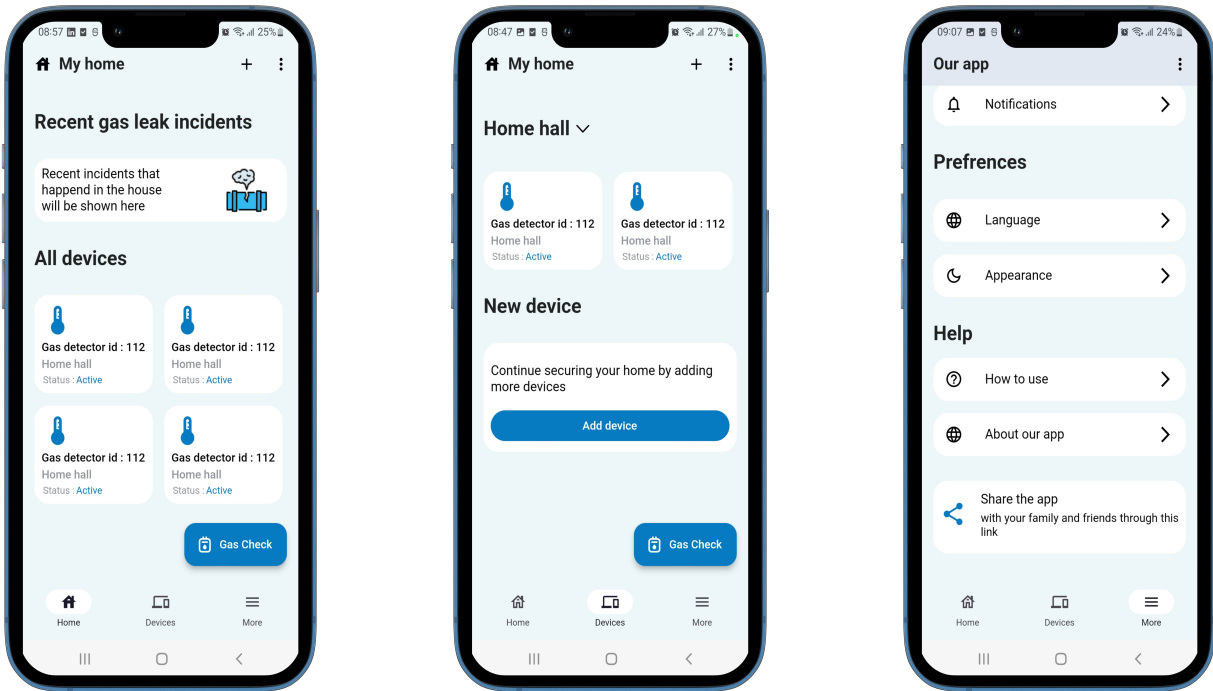 08:57 25%
My home
Recent gas leak incidents
Recent incidents that
happend in the house
will be shown here
All devices
Gas detector id : 112
Home hall
Status : Active
Gas detector id : 112
Home hall
Status : Active
Gas detector id : 112
Home hall
Status : Active
Gas detector id : 112
Home hall
Status : Active
Gas Check
Home
Devices
More
08:47 27%
My home
Home hall
Gas detector id : 112
Home hall
Status : Active
Gas detector id : 112
Home hall
Status : Active
New device
Continue securing your home by adding
more devices
Add device
Gas Check
Home
Devices
More
09:07 24%
Our app
Notifications
Prefrences
Language
Appearance
Help
How to use
About our app
Share the app
with your family and friends through this
link
Home
Devices
More